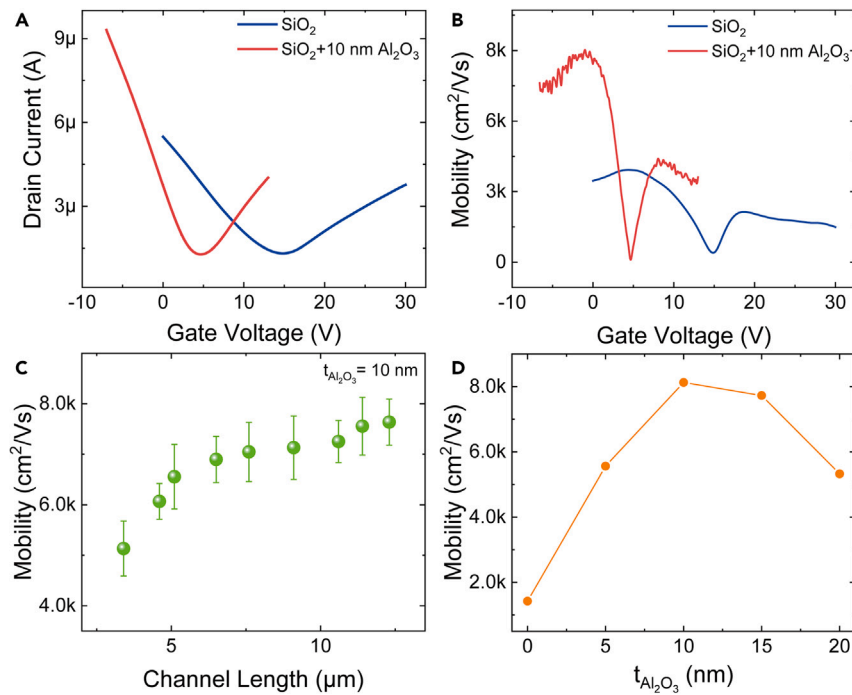 A
SiO₂
SiO₂+10 nm Al₂O₃
9µ
6µ
3µ
Drain Current (A)
-10 0 10 20 30
Gate Voltage (V)
B
SiO₂
SiO₂+10 nm Al₂O₃
8k
6k
3k
0
Mobility (cm²/Vs)
-10 0 10 20 30
Gate Voltage (V)
C
t_Al₂O₃= 10 nm
8.0k
6.0k
4.0k
Mobility (cm²/Vs)
5 10
Channel Length (µm)
D
8.0k
6.0k
4.0k
2.0k
Mobility (cm²/Vs)
0 5 10 15 20
t_Al₂O₃ (nm)